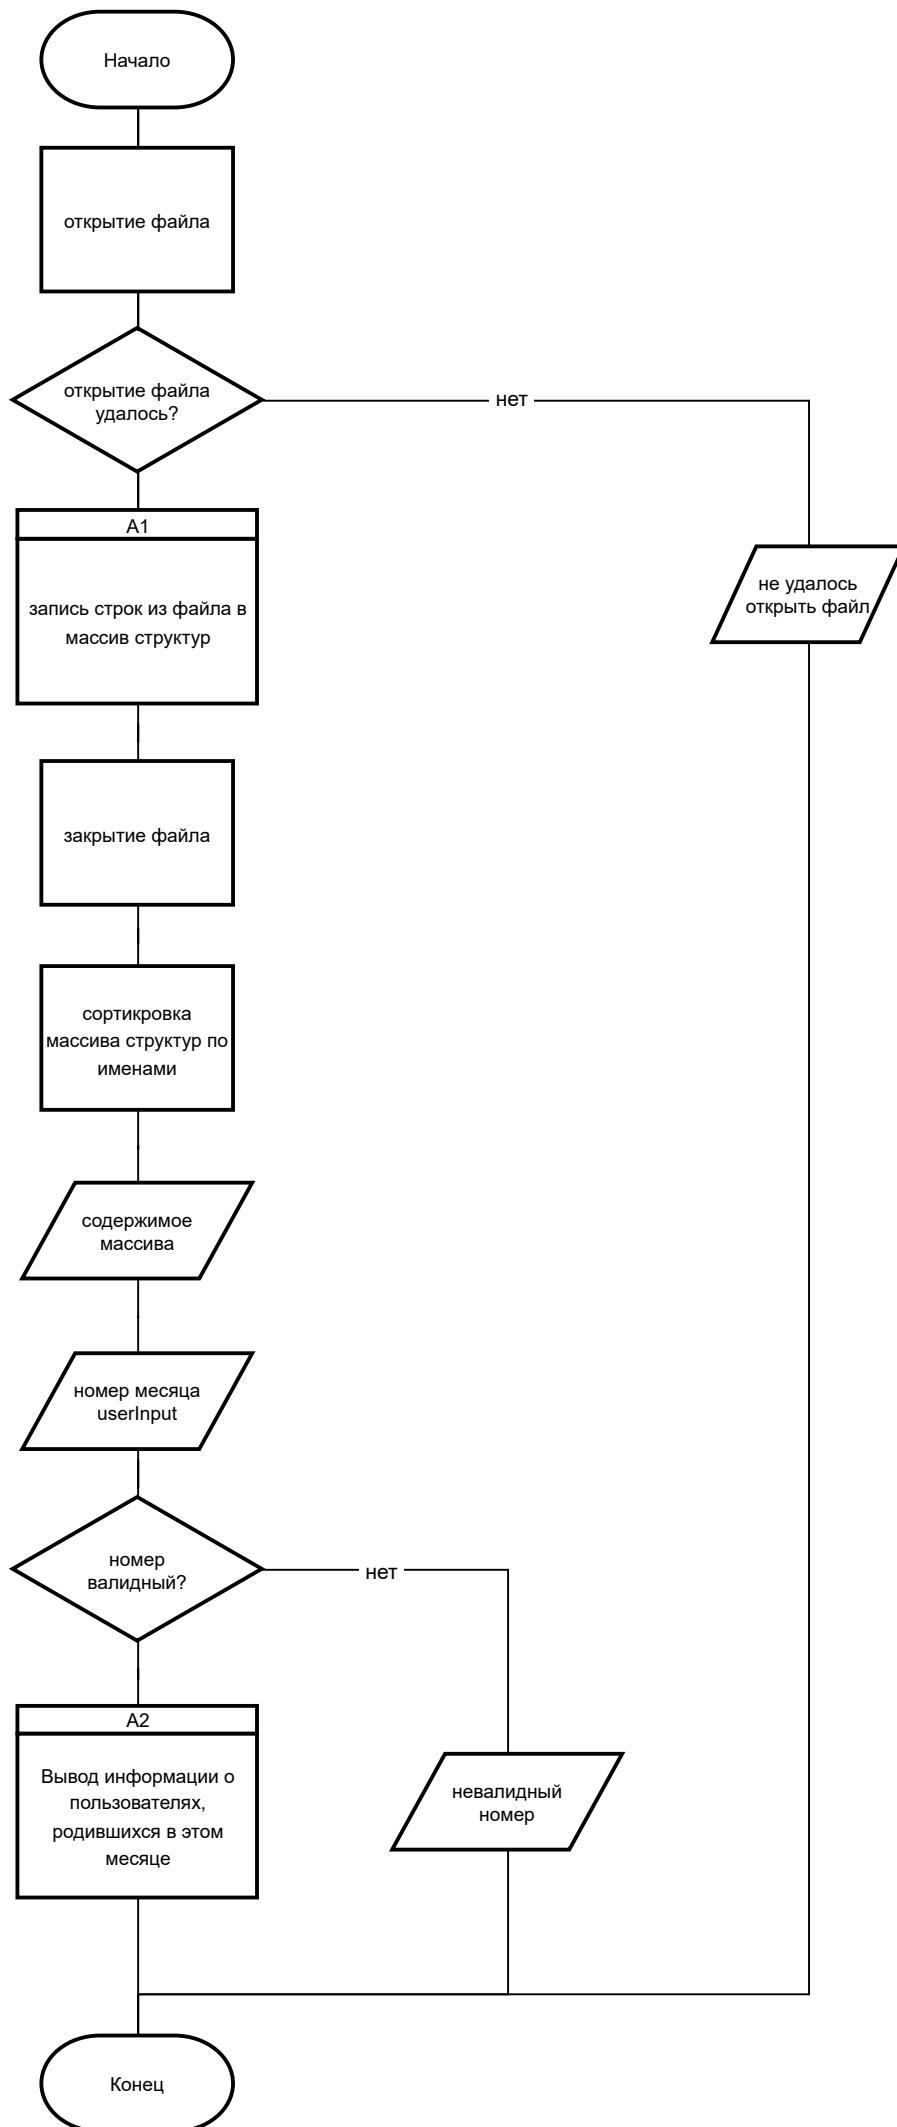 Начало
открытие файла
открытие файла
удалось?
нет
А1
запись строк из файла в
массив структур
не удалось
открыть файл
закрытие файла
сортикровка
массива структур по
именами
содержимое
массива
номер месяца
userInput
номер
валидный?
нет
А2
Вывод информации о
пользователях,
родившихся в этом
месяце
невалидный
номер
Конец